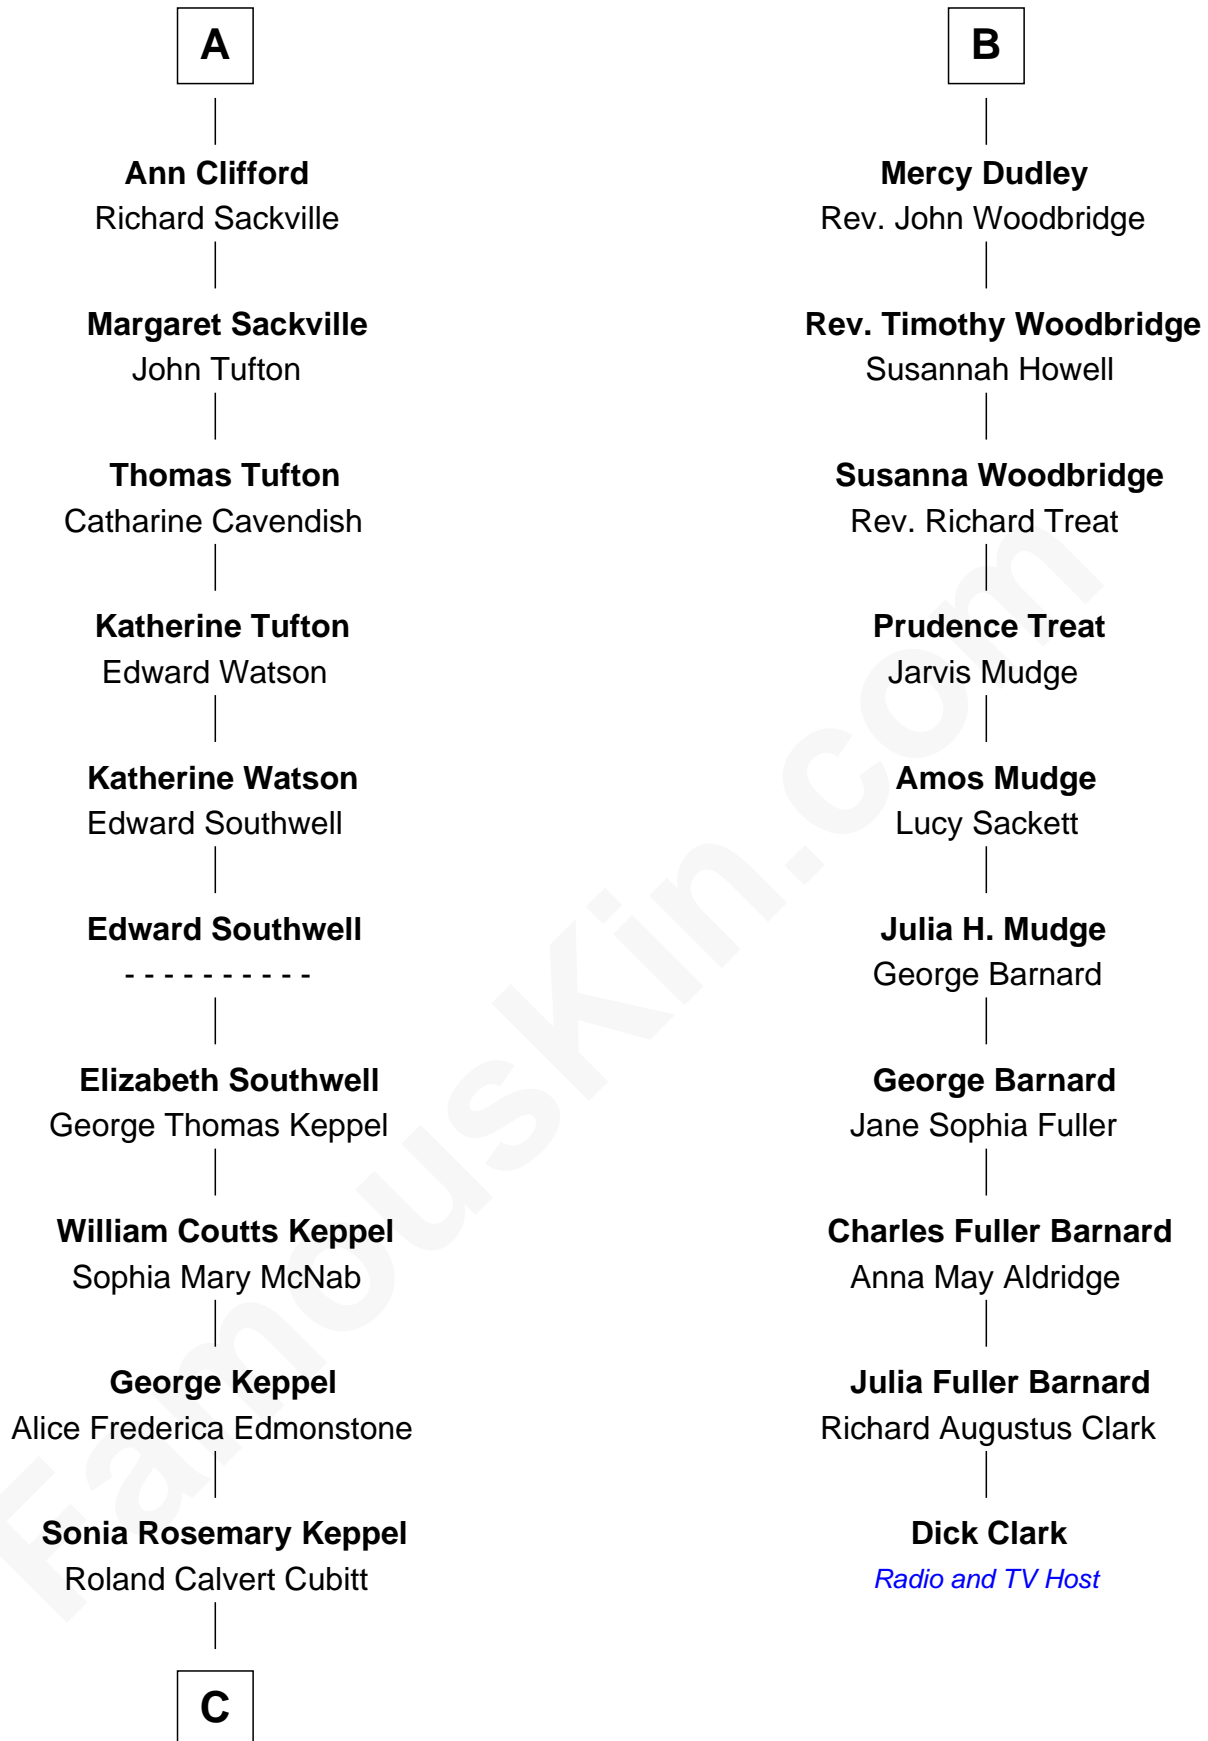 A
Ann Clifford
Richard Sackville
Margaret Sackville
John Tufton
Thomas Tufton
Catharine Cavendish
Katherine Tufton
Edward Watson
Katherine Watson
Edward Southwell
Edward Southwell
- - - - - - - - - -
Elizabeth Southwell
George Thomas Keppel
William Coutts Keppel
Sophia Mary McNab
George Keppel
Alice Frederica Edmonstone
Sonia Rosemary Keppel
Roland Calvert Cubitt
C
B
Mercy Dudley
Rev. John Woodbridge
Rev. Timothy Woodbridge
Susannah Howell
Susanna Woodbridge
Rev. Richard Treat
Prudence Treat
Jarvis Mudge
Amos Mudge
Lucy Sackett
Julia H. Mudge
George Barnard
George Barnard
Jane Sophia Fuller
Charles Fuller Barnard
Anna May Aldridge
Julia Fuller Barnard
Richard Augustus Clark
Dick Clark
Radio and TV Host
FamousKin.com